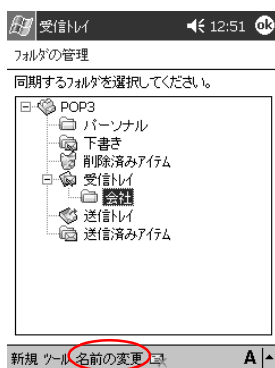 受信トレイ 12:51 ok
フォルダの管理
同期するフォルダを選択してください。
POP3
パーソナル
下書き
削除済みアイテム
受信トレイ
会社
送信トレイ
送信済みアイテム
新規 ツール 名前の変更 A